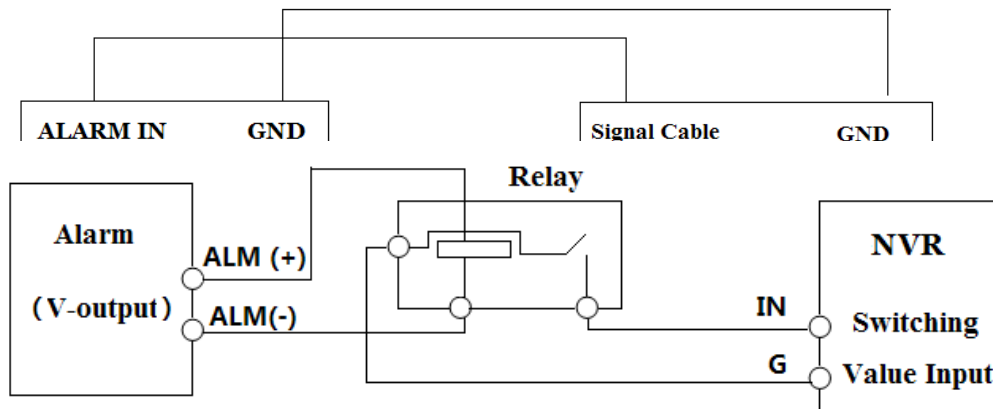 ALARM IN GND
Signal Cable GND
Relay
Alarm
(V-output)
ALM (+)
ALM(-)
NVR
IN
Switching
G
Value Input